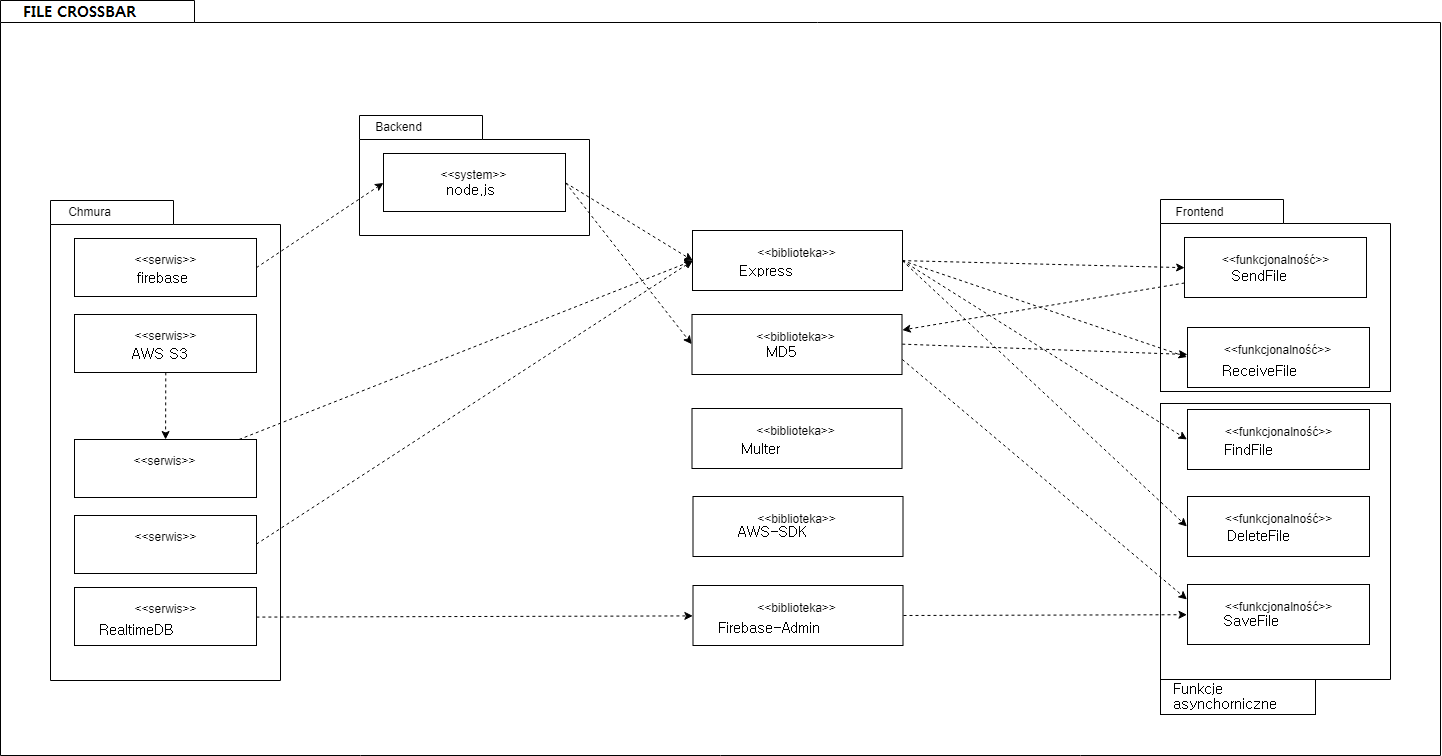 FILE CROSSBAR
Backend
<<system>>
node.js
Chmura
<<serwis>>
firebase
<<serwis>>
AWS S3
<<serwis>>
<<serwis>>
<<serwis>>
RealtimeDB
<<biblioteka>>
Express
<<biblioteka>>
MD5
<<biblioteka>>
Multer
<<biblioteka>>
AWS-SDK
<<biblioteka>>
Firebase-Admin
Frontend
<<funkcjonalność>>
SendFile
<<funkcjonalność>>
ReceiveFile
<<funkcjonalność>>
FindFile
<<funkcjonalność>>
DeleteFile
<<funkcjonalność>>
SaveFile
Funkcje
asynchorniczne